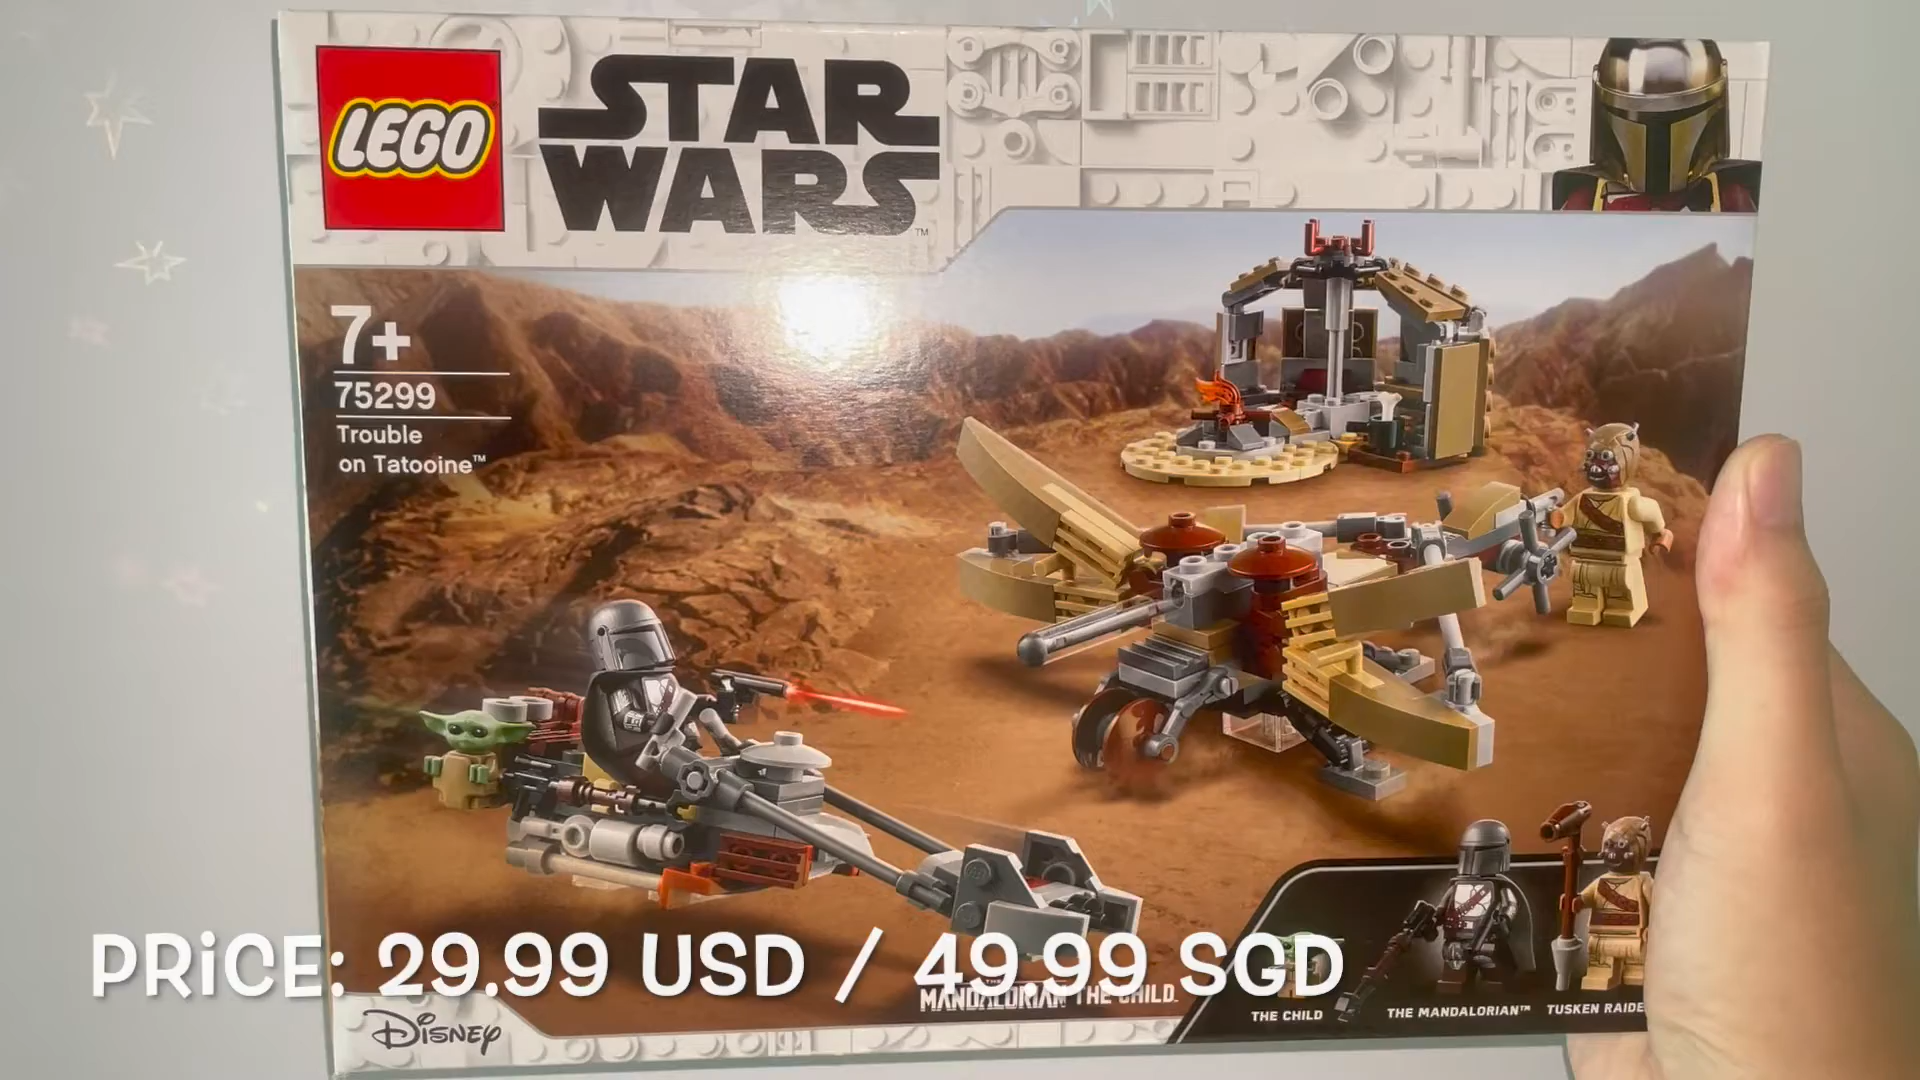 LEGO
STAR
WARS™
7+
75299
Trouble
on Tatooine™
PRiCE: 29.99 USD / 49.99 SGD
MANDALORIAN THE CHILD.
THE CHILD
THE MANDALORIAN™
TUSKEN RAIDE
Disney